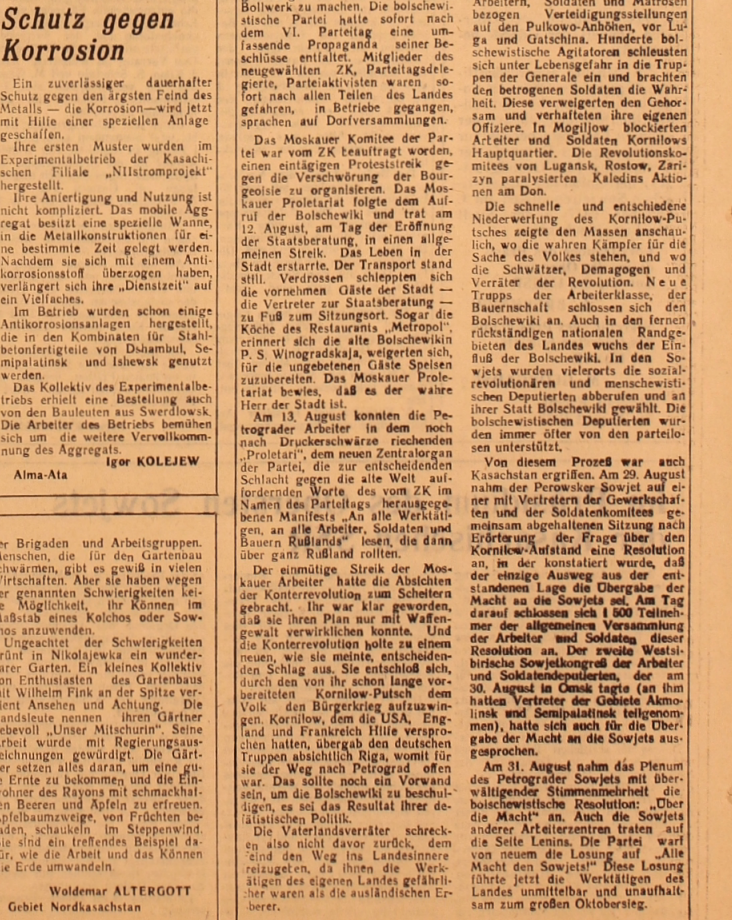 Schutz gegen
Korrosion
Ein zuverlässiger dauerhafter
Schutz gegen den ärgsten Feind des
Metalls — die Korrosion—wird jetzt
mit Hilfe einer speziellen Anlage
geschaffen.
Ihre ersten Muster wurden im
Experimentalbetrieb der Kasachi-
schen Filiale „NIIstromprojekt"
hergestellt.
Ihre Anfertigung und Nutzung ist
nicht kompliziert. Das mobile Agg-
regat besitzt eine spezielle Wanne,
in die Metallkonstruktionen für ei-
ne bestimmte Zeit gelegt werden.
Nachdem sie sich mit einem Anti-
korrosionsstoff überzogen haben,
verlängert sich ihre „Dienstzeit" auf
ein Vielfaches.
Im Betrieb wurden schon einige
Antikorrosionsanlagen hergestellt,
die in den Kombinaten für Stahl-
betonfertigteile von Dshambul, Se-
mipalatinsk und Ishewsk genutzt
werden.
Das Kollektiv des Experimentalbe-
triebs erhielt eine Bestellung auch
von den Bauleuten aus Swerdlowsk.
Die Arbeiter des Betriebs bemühen
sich um die weitere Vervollkomm-
nung des Aggregats.
Igor KOLEJEW
Alma-Ata
er Brigaden und Arbeitsgruppen.
enschen, die für den Gartenbau
chwärmen, gibt es gewiß in vielen
irtschaften. Aber sie haben wegen
er genannten Schwierigkeiten kei-
e Möglichkeit, ihr Können im
aßstab eines Kolchos oder Sow-
hos anzuwenden.
Ungeachtet der Schwierigkeiten
rünt in Nikolajewka ein wunder-
arer Garten. Ein kleines Kollektiv
on Enthusiasten des Gartenbaus
it Wilhelm Fink an der Spitze ver-
ient Ansehen und Achtung. Die
andsleute nennen ihren Gärtner
ebevoll „Unser Mitschurin". Seine
rbeit wurde mit Regierungsaus-
eichnungen gewürdigt. Die Gärt-
er setzen alles daran, um eine gu-
e Ernte zu bekommen und die Ein-
ohner des Rayons mit schmackhaf-
en Beeren und Äpfeln zu erfreuen.
pfelbaumzweige, von Früchten be-
aden, schaukeln im Steppenwind.
ie sind ein treffendes Beispiel da-
ür, wie die Arbeit und das Können
ie Erde umwandeln.
Woldemar ALTERGOTT
Gebiet Nordkasachstan
Bollwerk zu machen. Die bolschewi-
stische Partei hatte sofort nach
dem VI. Parteitag eine um-
fassende Propaganda seiner Be-
schlüsse entfaltet. Mitglieder des
neugewählten ZK, Parteitagsdele-
gierte, Parteiaktivisten waren so-
fort nach allen Teilen des Landes
gefahren, in Betriebe gegangen,
sprachen auf Dorfversammlungen.
Das Moskauer Komitee der Par-
tei war vom ZK beauftragt worden,
einen eintägigen Proteststreik ge-
gen die Verschwörung der Bour-
geoisie zu organisieren. Das Mos-
kauer Proletariat folgte dem Auf-
ruf der Bolschewiki und trat am
12. August, am Tag der Eröffnung
der Staatsberatung, in einen allge-
meinen Streik. Das Leben in der
Stadt erstarrte. Der Transport stand
still. Verdrossen schleppten sich
die vornehmen Gäste der Stadt —
die Vertreter zur Staatsberatung —
zu Fuß zum Sitzungsort. Sogar die
Köche des Restaurants „Metropol",
erinnert sich die alte Bolschewikin
P. S. Winogradskaja, weigerten sich,
für die ungebetenen Gäste Speisen
zuzubereiten. Das Moskauer Prole-
tariat bewies, daß es der wahre
Herr der Stadt ist.
Am 13. August konnten die Pe-
trograder Arbeiter in dem noch
nach Druckerschwärze riechenden
„Proletari", dem neuen Zentralorgan
der Partei, die zur entscheidenden
Schlacht gegen die alte Welt auf-
fordernden Worte des vom ZK im
Namen des Parteitags herausgege-
benen Manifests „An alle Werktäti-
gen, an alle Arbeiter, Soldaten und
Bauern Rußlands" lesen, die dann
über ganz Rußland rollten.
Der einmütige Streik der Mos-
kauer Arbeiter hatte die Absichten
der Konterrevolution zum Scheitern
gebracht. Ihr war klar geworden,
daß sie ihren Plan nur mit Waffen-
gewalt verwirklichen konnte. Und
die Konterrevolution holte zu einem
neuen, wie sie meinte, entscheiden-
den Schlag aus. Sie entschloß sich,
durch den von ihr schon lange vor-
bereiteten Kornilow-Putsch dem
Volk den Bürgerkrieg aufzuwin-
gen. Kornilow, dem die USA, Eng-
land und Frankreich Hilfe verspro-
chen hatten, übergab den deutschen
Truppen absichtlich Riga, womit für
sie der Weg nach Petrograd offen
war. Das sollte noch ein Vorwand
sein, um die Bolschewiki zu beschul-
digen, es sei das Resultat ihrer de-
fätistischen Politik.
Die Vaterlandsverräter schreck-
en also nicht davor zurück, dem
eind den Weg ins Landesinnere
reizugeben, da ihnen die Werk-
ätigen des eigenen Landes gefährli-
her waren als die ausländischen Er-
berer.
Arbeitern, Soldaten und Matrosen
bezogen Verteidigungsstellungen
auf den Pulkowo-Anhöhen, vor Lu-
ga und Gatschina. Hunderte bol-
schewistische Agitatoren schleusten
sich unter Lebensgefahr in die Trup-
pen der Generale ein und brachten
den betrogenen Soldaten die Wahr-
heit. Diese verweigerten den Gehor-
sam und verhafteten ihre eigenen
Offiziere. In Mogiljow blockierten
Arbeiter und Soldaten Kornilows
Hauptquartier. Die Revolutionsko-
mitees von Lugansk, Rostow, Zari-
zyn paralysierten Kaledins Aktio-
nen am Don.
Die schnelle und entschiedene
Niederwerfung des Kornilow-Pu-
tsches zeigte den Massen anschau-
lich, wo die wahren Kämpfer für die
Sache des Volkes stehen, und wo
die Schwätzer, Demagogen und
Verräter der Revolution. Neue
Trupps der Arbeiterklasse, der
Bauernschaft schlossen sich den
Bolschewiki an. Auch in den fernen
rückständigen nationalen Randge-
bieten des Landes wuchs der Ein-
fluß der Bolschewiki. In den So-
wjets wurden vielerorts die sozial-
revolutionären und menschewisti-
schen Deputierten abberufen und an
ihrer Statt Bolschewiki gewählt. Die
bolschewistischen Deputierten wur-
den immer öfter von den parteilo-
sen unterstützt.
Von diesem Prozeß war auch
Kasachstan ergriffen. Am 29. August
nahm der Perowsker Sowjet auf ei-
ner mit Vertretern der Gewerkschaf-
ten und der Soldatenkomitees ge-
meinsam abgehaltenen Sitzung nach
Erörterung der Frage über den
Kornilow-Aufstand eine Resolution
an, in der konstatiert wurde, daß
der einzige Ausweg aus der ent-
standenen Lage die Übergabe der
Macht an die Sowjets sei. Am Tag
darauf schlossen sich 8 500 Teilneh-
mer der allgemeinen Versammlung
der Arbeiter und Soldaten dieser
Resolution an. Der zweite Westsi-
birische Sowjetkongreß der Arbeiter
und Soldatendeputierten, der am
30. August in Omsk tagte (an ihm
hatten Vertreter der Gebiete Akmo-
linsk und Semipalatinsk teilgenom-
men), hatte sich auch für die Über-
gabe der Macht an die Sowjets aus-
gesprochen.
Am 31. August nahm das Plenum
des Petrograder Sowjets mit über-
wältigender Stimmenmehrheit die
bolschewistische Resolution: „Über
die Macht" an. Auch die Sowjets
anderer Arbeiterzentren traten auf
die Seite Lenins. Die Partei warf
von neuem die Losung auf „Alle
Macht den Sowjets!" Diese Losung
führte jetzt die Werktätigen des
Landes unmittelbar und unaufhalt-
sam zum großen Oktobersieg.